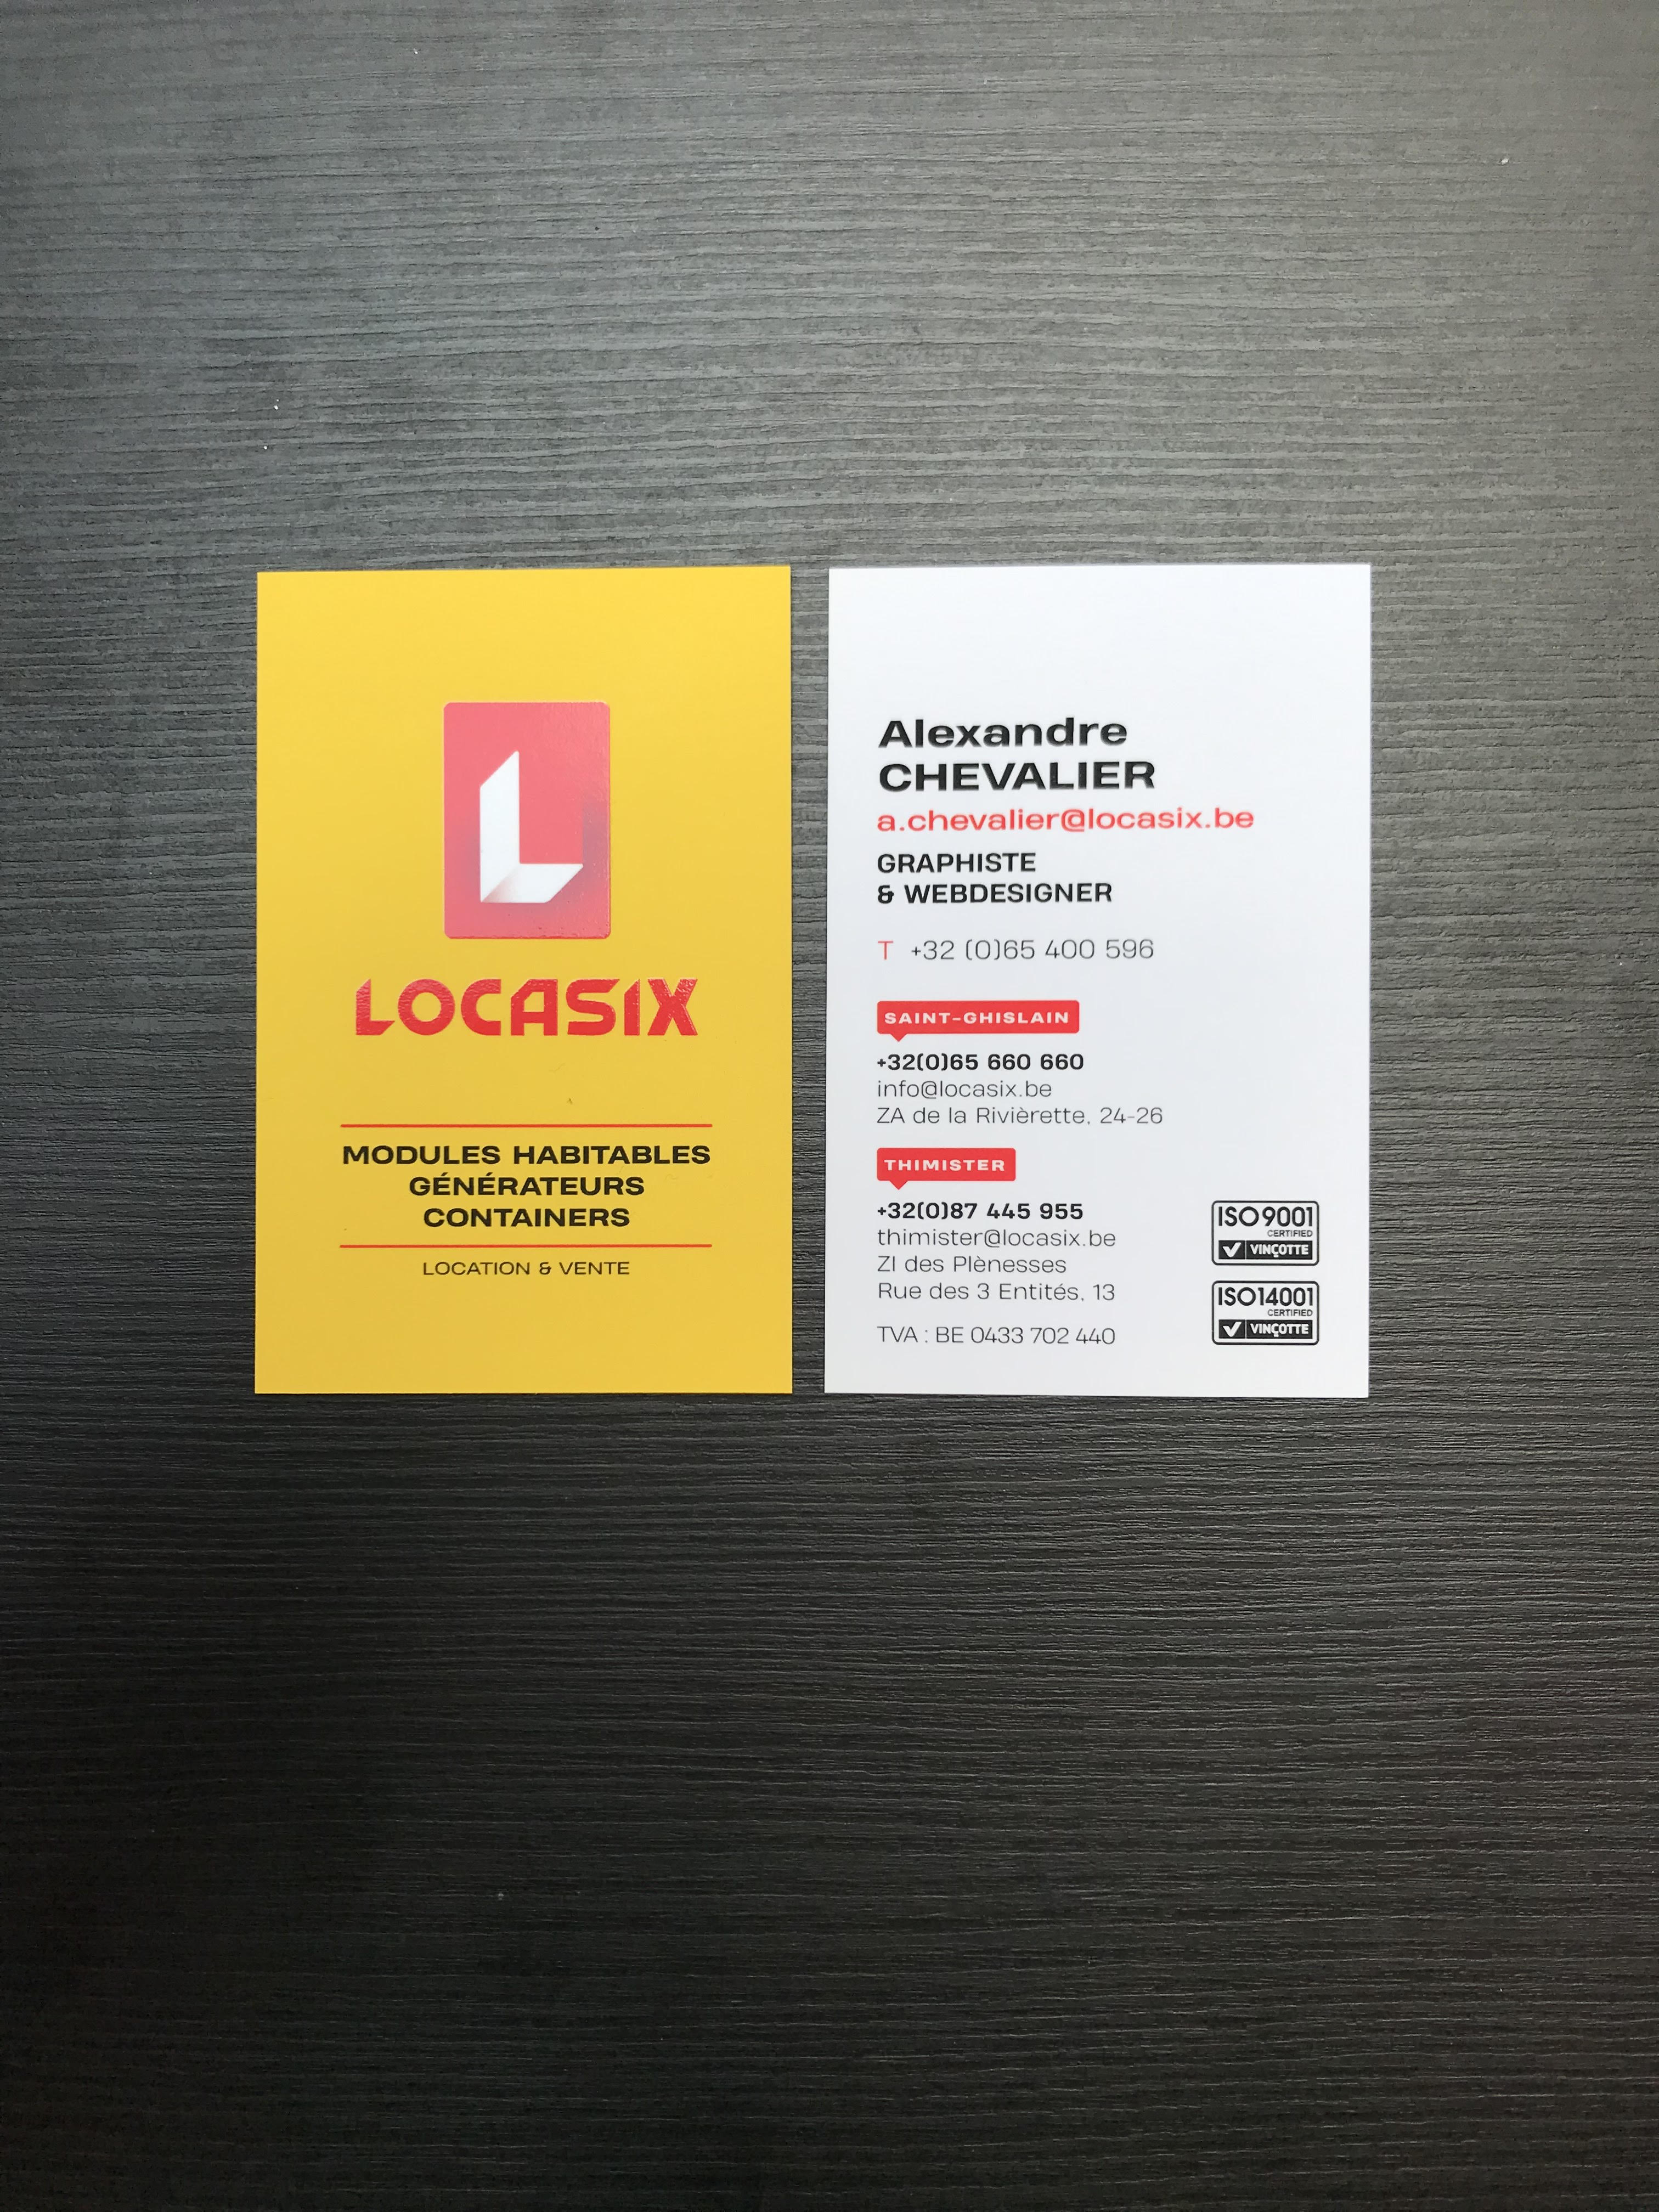 L
LOCASIX
MODULES HABITABLES
GÉNÉRATEURS
CONTAINERS
LOCATION & VENTE
Alexandre
CHEVALIER
a.chevalier@locasix.be
GRAPHISTE
& WEBDESIGNER
T +32 (0)65 400 596
SAINT-GHISLAIN
+32(0)65 660 660
info@locasix.be
ZA de la Rivièrette, 24-26
THIMISTER
+32(0)87 445 955
thimister@locasix.be
ZI des Plènesses
Rue des 3 Entités, 13
TVA : BE 0433 702 440
ISO9001
CERTIFIED
VINÇOTTE
ISO14001
CERTIFIED
VINÇOTTE